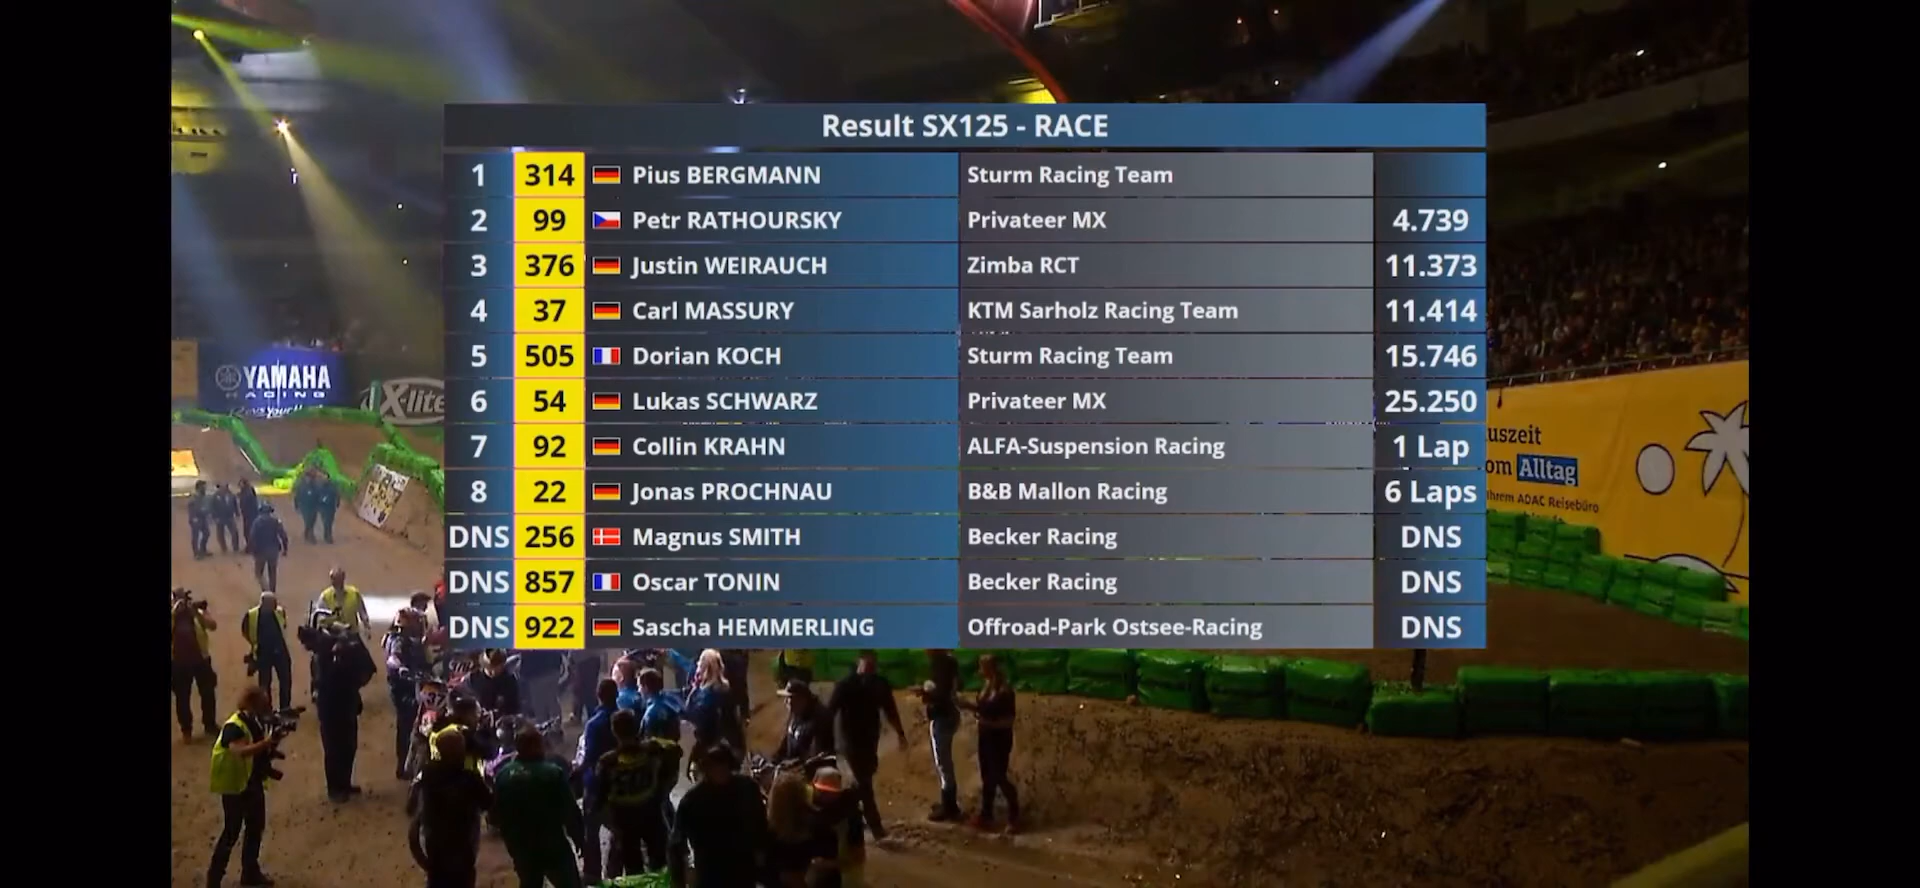 Result SX125 - RACE
1 314 Pius BERGMANN Sturm Racing Team
2 99 Petr RATHOURSKY Privateer MX 4.739
3 376 Justin WEIRAUCH Zimba RCT 11.373
4 37 Carl MASSURY KTM Sarholz Racing Team 11.414
5 505 Dorian KOCH Sturm Racing Team 15.746
6 54 Lukas SCHWARZ Privateer MX 25.250
7 92 Collin KRAHN ALFA-Suspension Racing 1 Lap
8 22 Jonas PROCHNAU B&B Mallon Racing 6 Laps
DNS 256 Magnus SMITH Becker Racing DNS
DNS 857 Oscar TONIN Becker Racing DNS
DNS 922 Sascha HEMMERLING Offroad-Park Ostsee-Racing DNS
YAMAHA
RACING
X-lite
uszeit
om Alltag
hrem ADAC Reisebüro